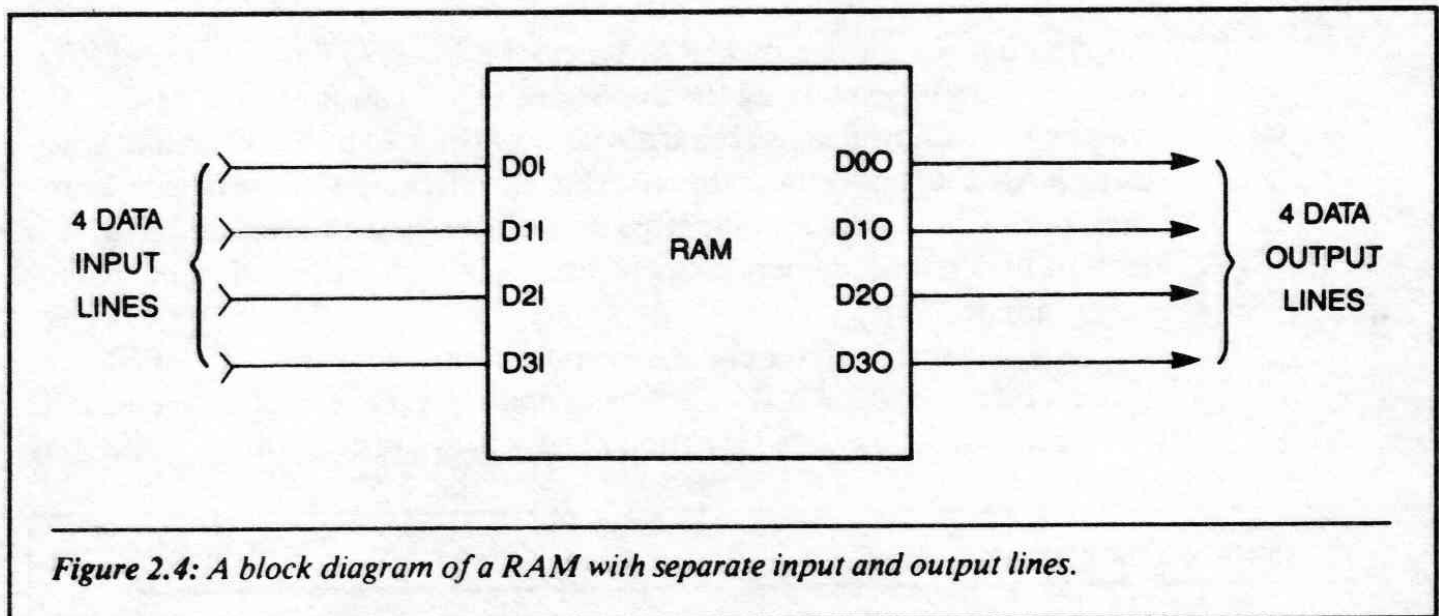 4 DATA
INPUT
LINES
D0I
D1I
D2I
D3I
RAM
D0O
D1O
D2O
D3O
4 DATA
OUTPUT
LINES
Figure 2.4: A block diagram of a RAM with separate input and output lines.